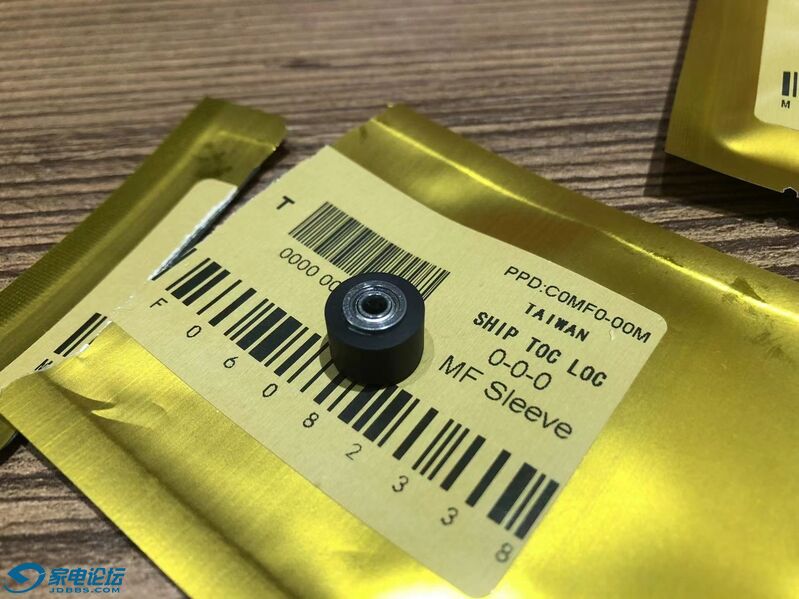 T
0000 00
PPD:C0MF0-00M
TAIWAN
SHIP TOC LOC
0-0-0
MF Sleeve
F 0 6 0 8 2 3 3 8
M
家电论坛
JDBBS.COM